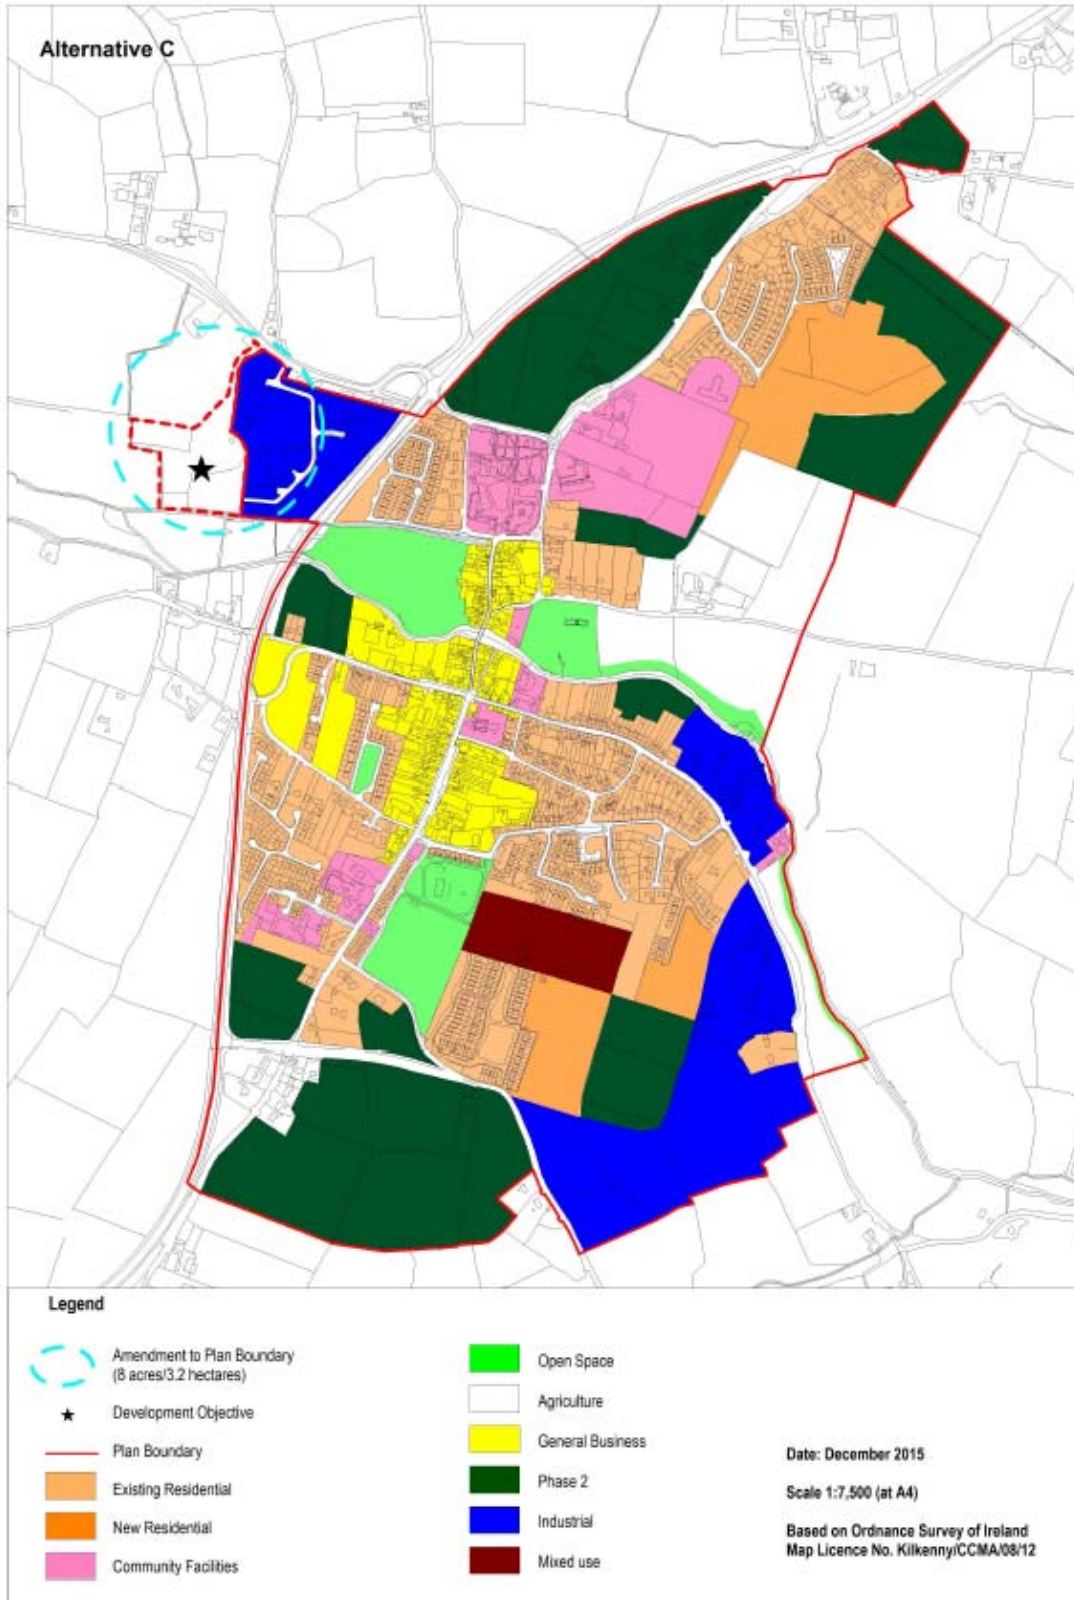 Alternative C
Legend
Amendment to Plan Boundary
(8 acres/3.2 hectares)
Development Objective
Plan Boundary
Existing Residential
New Residential
Community Facilities
Open Space
Agriculture
General Business
Phase 2
Industrial
Mixed use
Date: December 2015
Scale 1:7,500 (at A4)
Based on Ordnance Survey of Ireland
Map Licence No. Kilkenny/CCMA/08/12